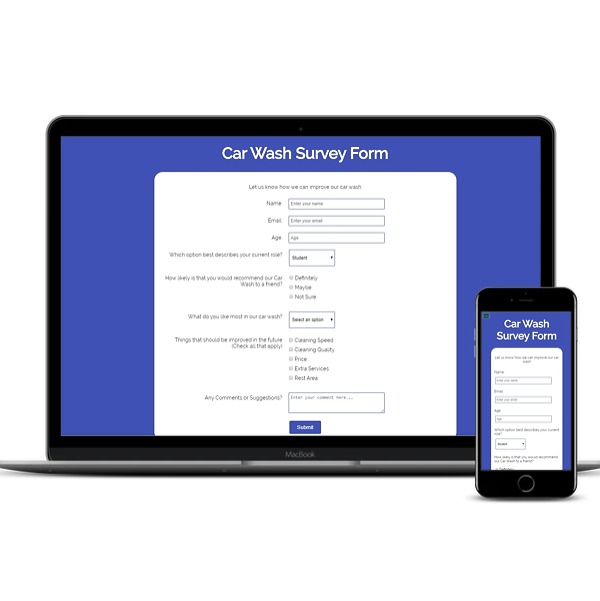 Car Wash Survey Form
Let us know how we can improve our car wash
Name:
Enter your name
Email:
Enter your email
Age:
Age
Which option best describes your current role?
Student
How likely is that you would recommend our Car
Wash to a friend?
Definitely
Maybe
Not Sure
What do you like most in our car wash?
Select an option
Things that should be improved in the future
(Check all that apply)
Cleaning Speed
Cleaning Quality
Price
Extra Services
Rest Area
Any Comments or Suggestions?
Enter your comment here...
Submit
MacBook
Car Wash
Survey Form
Let us know how we can improve our car
wash
Name
Enter your name
Email
Enter your email
Age
Age
Which option best describes your current
role?
Student
How likely is that you would recommend
our Car Wash to a friend?